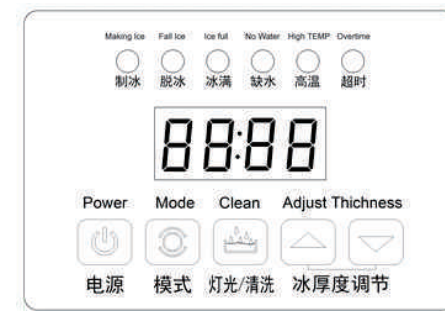 Making Ice Fall Ice Ice full No Water High TEMP Overtime
制冰 脱冰 冰满 缺水 高温 超时
88:88
Power Mode Clean Adjust Thichness
电源 模式 灯光/清洗 冰厚度调节